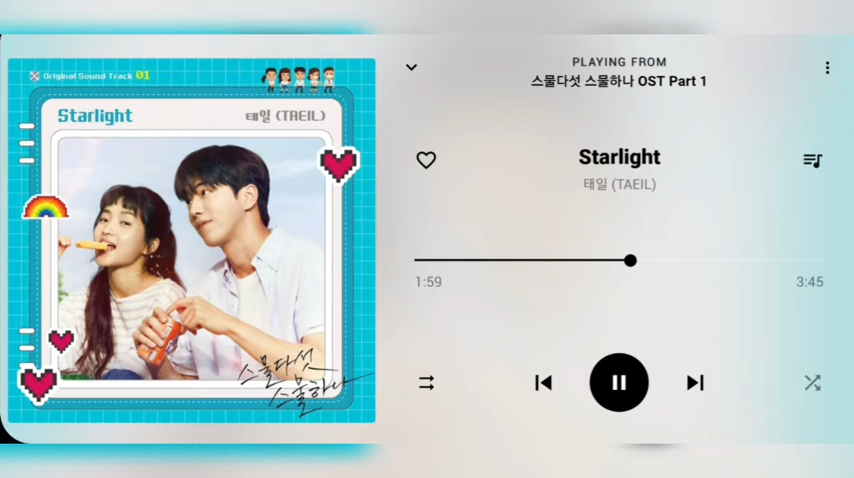 Original Sound Track 01
Starlight
태일 (TAEIL)
스물다섯
스물하나
PLAYING FROM
스물다섯 스물하나 OST Part 1
Starlight
태일 (TAEIL)
1:59
3:45